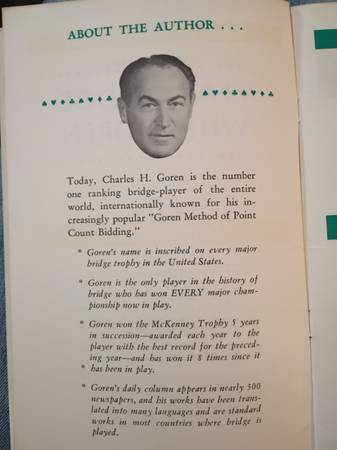 ABOUT THE AUTHOR . . .
Today, Charles H. Goren is the number
one ranking bridge-player of the entire
world, internationally known for his in-
creasingly popular "Goren Method of Point
Count Bidding."
* Goren's name is inscribed on every major
bridge trophy in the United States.
* Goren is the only player in the history of
bridge who has won EVERY major cham-
pionship now in play.
* Goren won the McKenney Trophy 5 years
in succession—awarded each year to the
player with the best record for the preced-
ing year—and has won it 8 times since it
* has been in play.
* Goren's daily column appears in nearly 300
newspapers, and his works have been trans-
lated into many languages and are standard
works in most countries where bridge is
played.